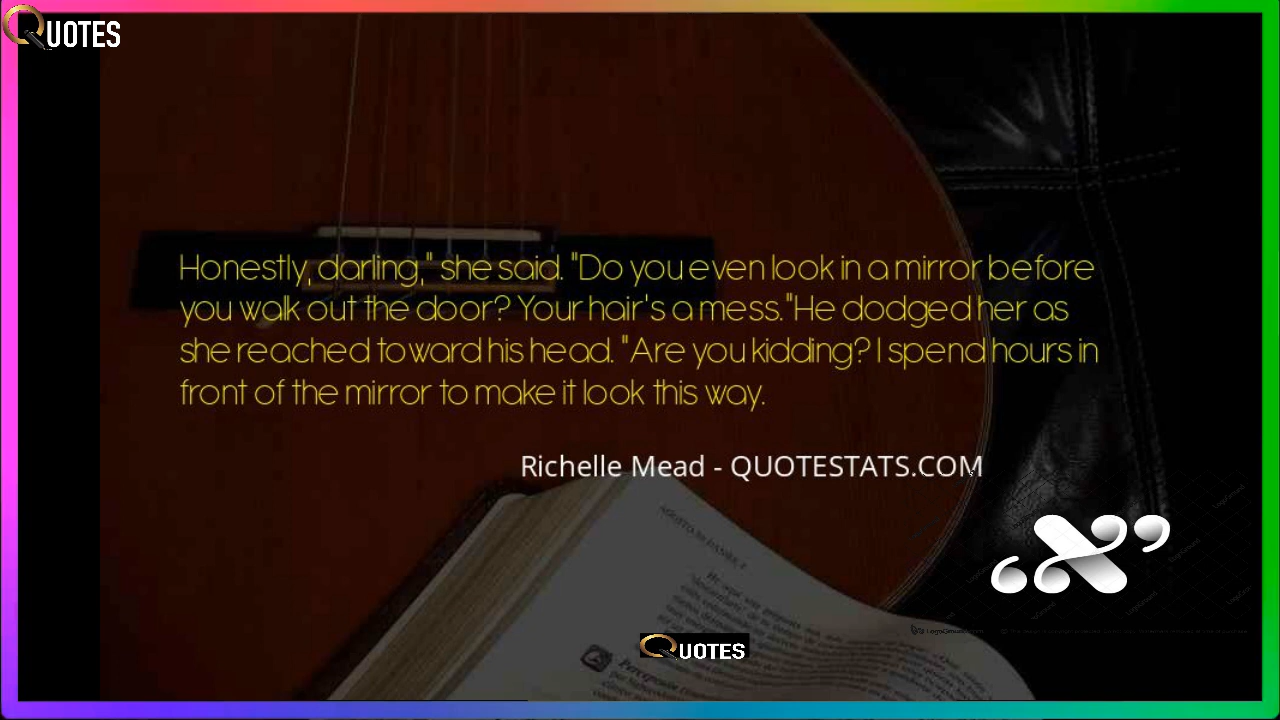 QUOTES
Honestly, darling," she said. "Do you even look in a mirror before
you walk out the door? Your hair's a mess."He dodged her as
she reached toward his head. "Are you kidding? I spend hours in
front of the mirror to make it look this way.
Richelle Mead - QUOTESTATS.COM
QUOTES